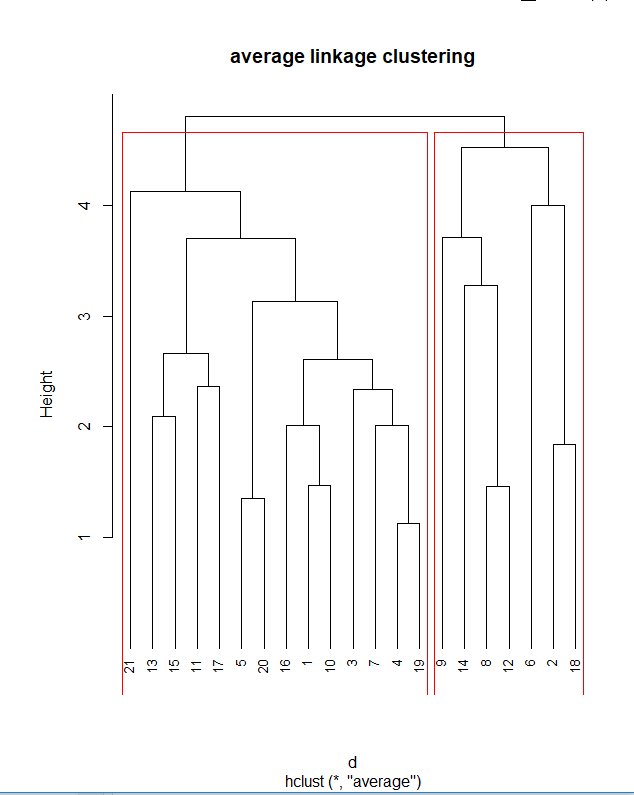 average linkage clustering
Height
4
3
2
1
21 13 15 11 17 5 20 16 1 10 3 7 4 19 9 14 8 12 6 2 18
d
hclust (*, "average")